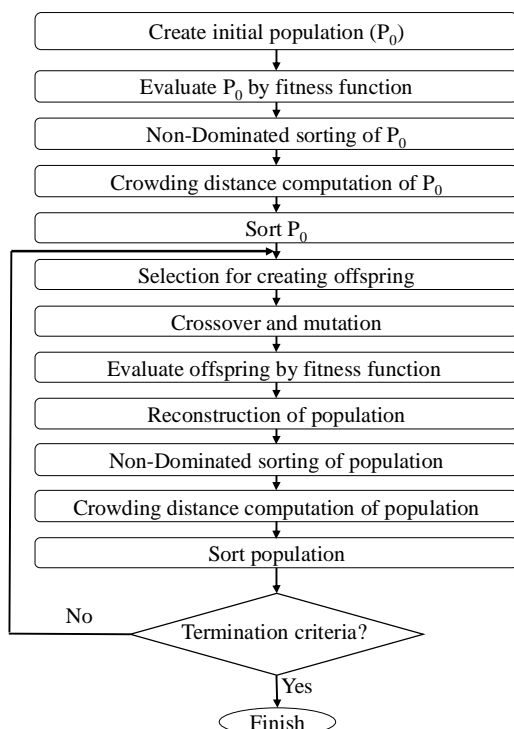 Create initial population (P₀)
Evaluate P₀ by fitness function
Non-Dominated sorting of P₀
Crowding distance computation of P₀
Sort P₀
Selection for creating offspring
Crossover and mutation
Evaluate offspring by fitness function
Reconstruction of population
Non-Dominated sorting of population
Crowding distance computation of population
Sort population
No
Termination criteria?
Yes
Finish